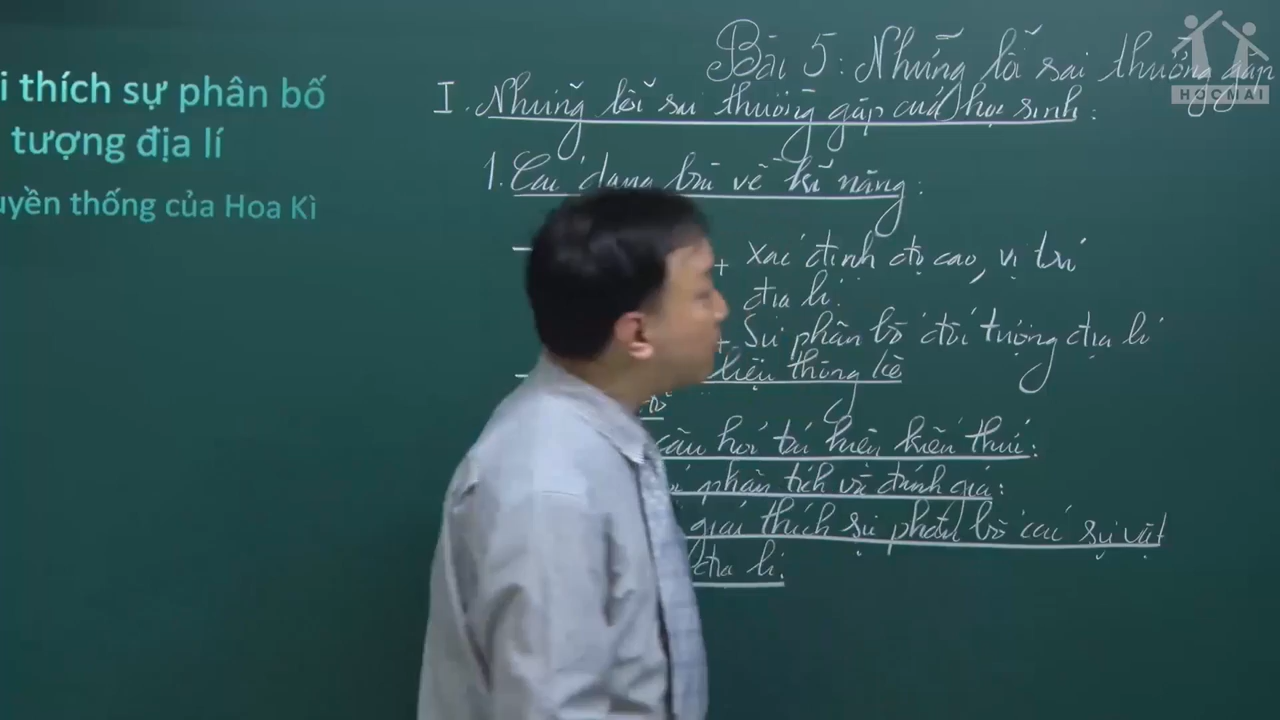 i thích sự phân bố
tượng địa lí
uyền thống của Hoa Kì
HOCMAI
Bài 5: Những lỗi sai thường gặp
I. Những lỗi sai thường gặp của học sinh:
1. Các dạng bài về kĩ năng:
+ Xác định độ cao, vị trí
địa lí.
+ Sự phân bố đối tượng địa lí
liệu thống kê
câu hỏi tái hiện kiến thức:
phân tích và đánh giá:
giải thích sự phân bố các sự vật
địa lí.